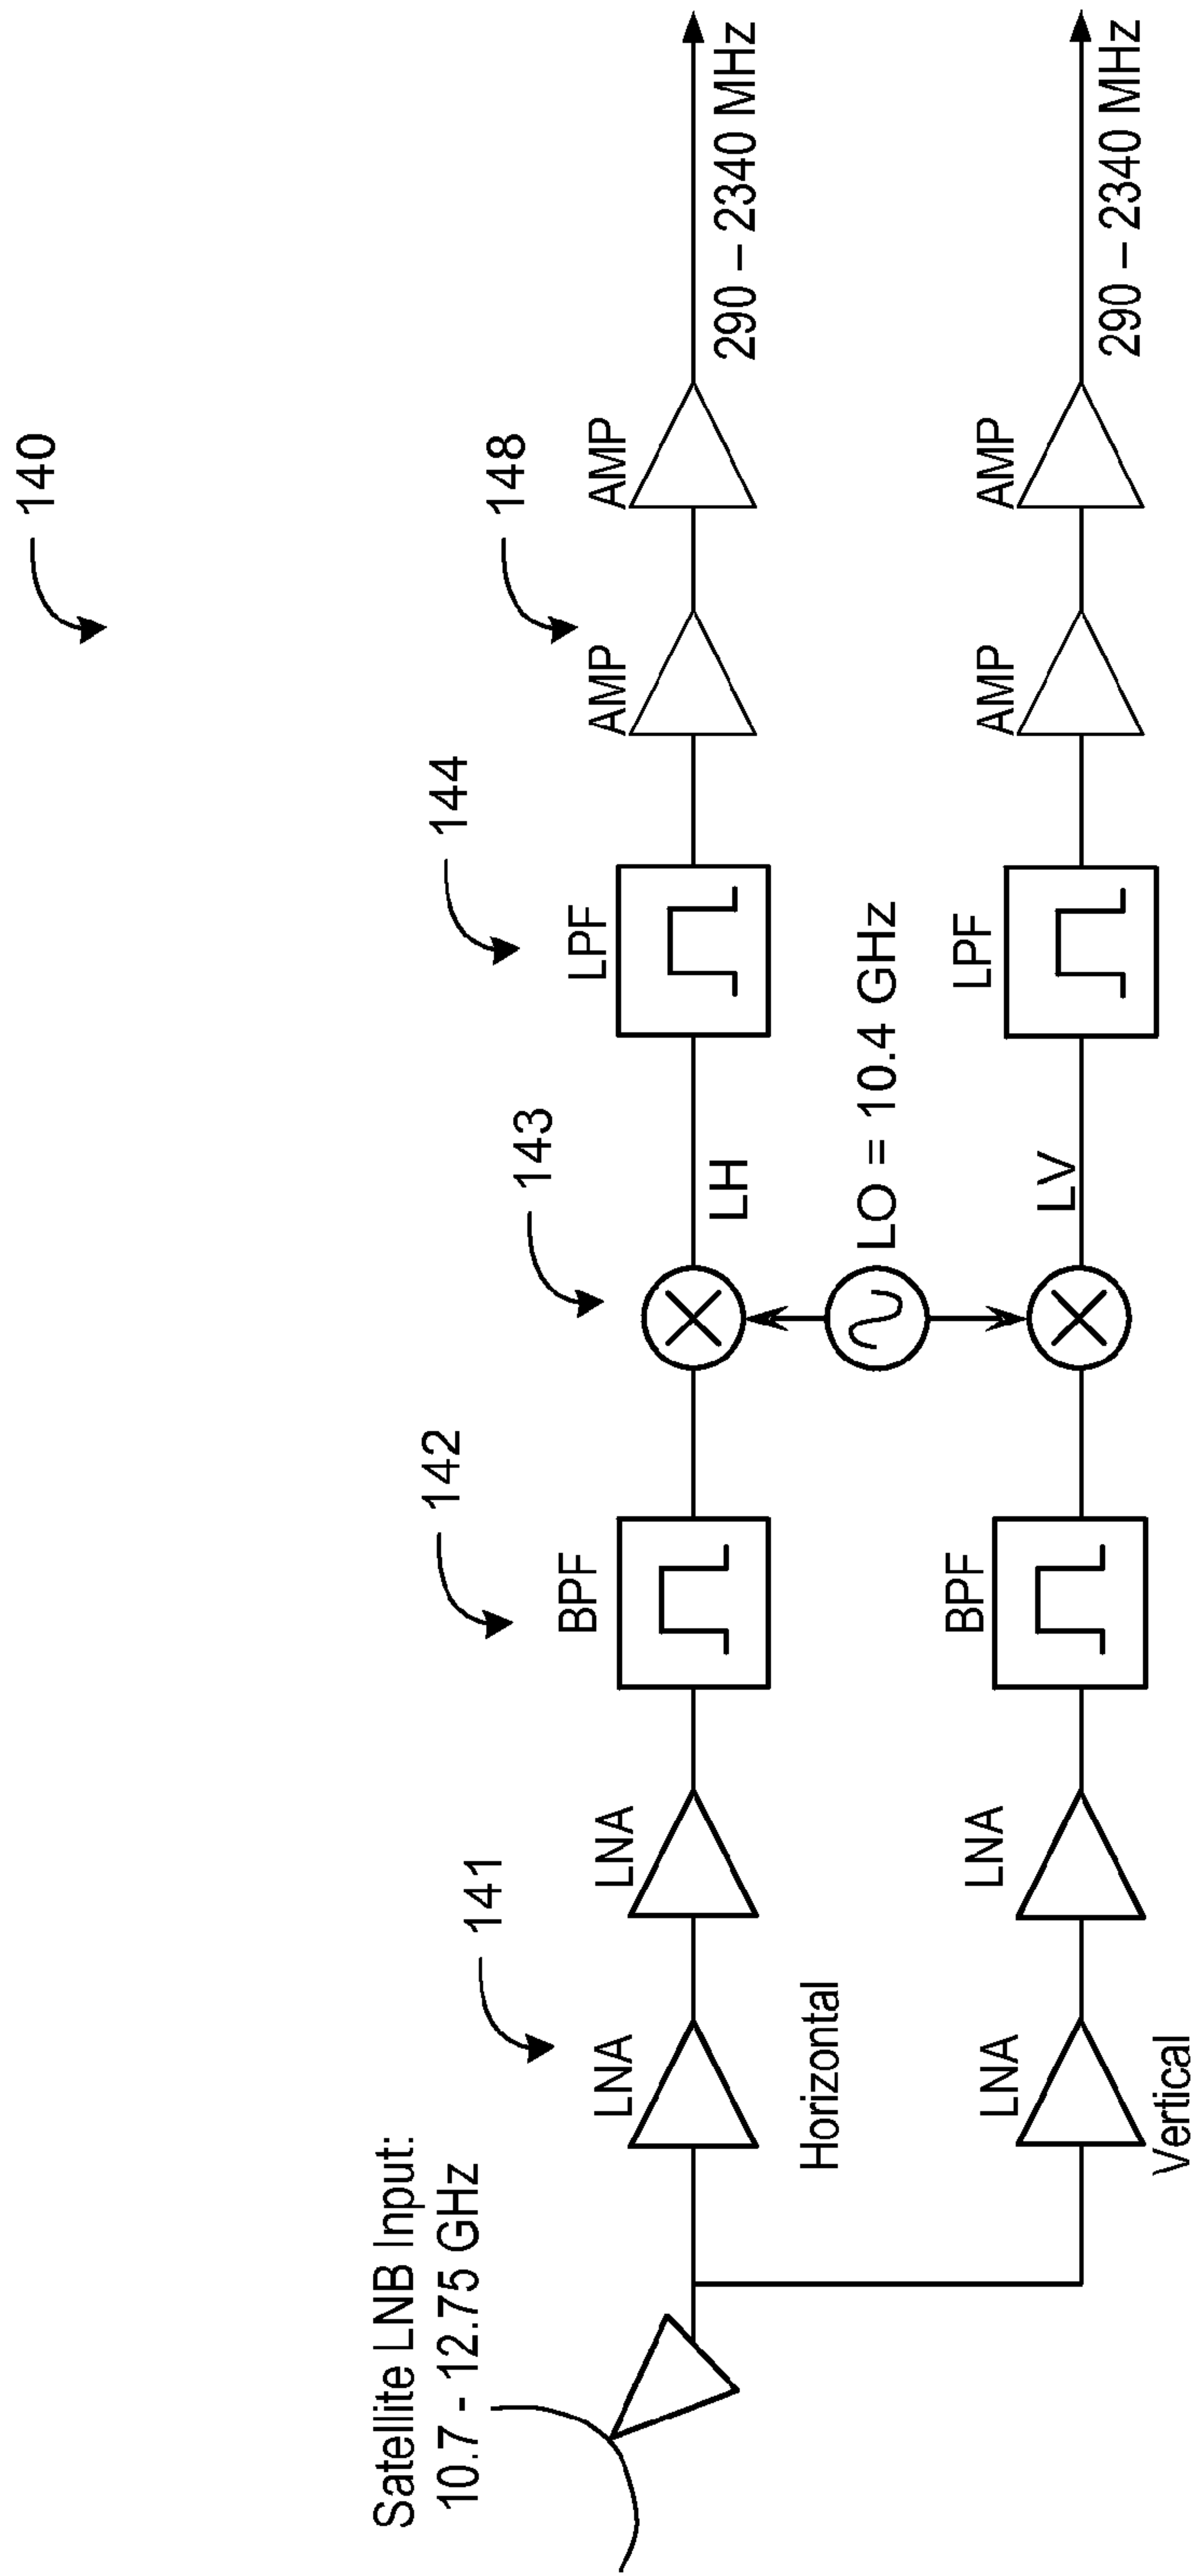 140
Satellite LNB Input:
10.7 - 12.75 GHz
141
142
143
144
148
LNA
LNA
BPF
LPF
AMP
AMP
Horizontal
LH
290 – 2340 MHz
LO = 10.4 GHz
LNA
LNA
BPF
LV
LPF
AMP
AMP
290 – 2340 MHz
Vertical